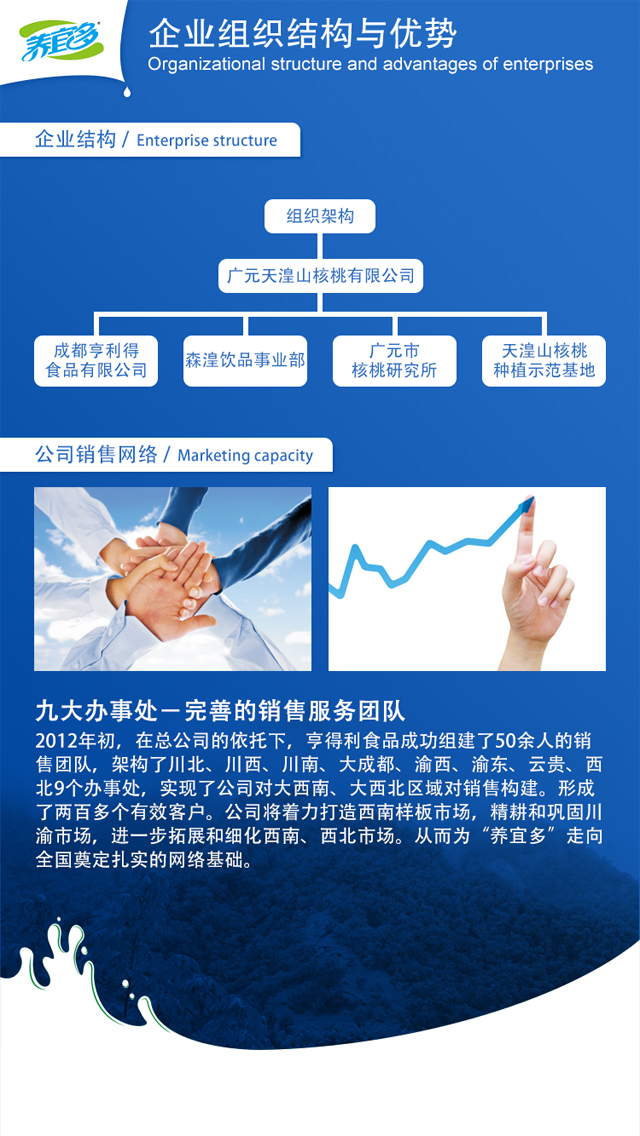 养宜多
企业组织结构与优势
Organizational structure and advantages of enterprises
企业结构 / Enterprise structure
组织架构
广元天湟山核桃有限公司
成都亨利得
食品有限公司
森湟饮品事业部
广元市
核桃研究所
天湟山核桃
种植示范基地
公司销售网络 / Marketing capacity
九大办事处－完善的销售服务团队
2012年初，在总公司的依托下，亨得利食品成功组建了50余人的销
售团队，架构了川北、川西、川南、大成都、渝西、渝东、云贵、西
北9个办事处，实现了公司对大西南、大西北区域对销售构建。形成
了两百多个有效客户。公司将着力打造西南样板市场，精耕和巩固川
渝市场，进一步拓展和细化西南、西北市场。从而为“养宜多”走向
全国奠定扎实的网络基础。